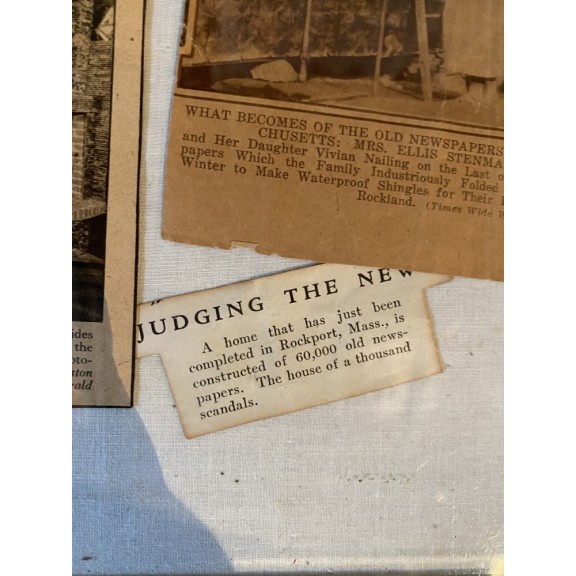 WHAT BECOMES OF THE OLD NEWSPAPERS
CHUSETTS: MRS. ELLIS STENMA
and Her Daughter Vivian Nailing on the Last o
papers Which the Family Industriously Folded
Winter to Make Waterproof Shingles for Their
Rockland. (Times Wide W
"
JUDGING THE NEW
A home that has just been
completed in Rockport, Mass., is
constructed of 60,000 old news-
papers. The house of a thousand
scandals.
ides
the
oto-
ston
rald